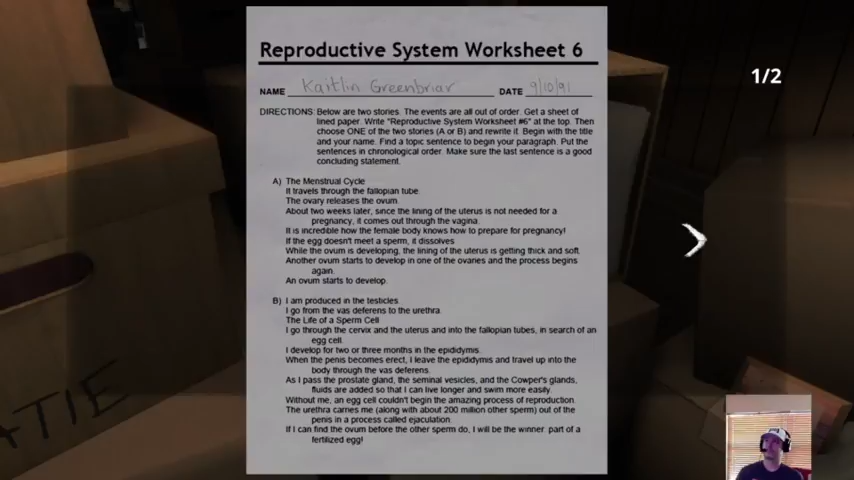 Reproductive System Worksheet 6
1/2
NAME Kaitlin Greenbriar DATE 9/10/91
DIRECTIONS: Below are two stories. The events are all out of order. Get a sheet of
lined paper. Write "Reproductive System Worksheet #6" at the top. Then
choose ONE of the two stories (A or B) and rewrite it. Begin with the title
and your name. Find a topic sentence to begin your paragraph. Put the
sentences in chronological order. Make sure the last sentence is a good
concluding statement.
A) The Menstrual Cycle
It travels through the fallopian tube
The ovary releases the ovum.
About two weeks later, since the lining of the uterus is not needed for a
pregnancy, it comes out through the vagina.
It is incredible how the female body knows how to prepare for pregnancy!
If the egg doesn't meet a sperm, it dissolves
While the ovum is developing, the lining of the uterus is getting thick and soft.
Another ovum starts to develop in one of the ovaries and the process begins
again.
An ovum starts to develop.
B) I am produced in the testicles.
I go from the vas deferens to the urethra.
The Life of a Sperm Cell
I go through the cervix and the uterus and into the fallopian tubes, in search of an
egg cell.
I develop for two or three months in the epididymis.
When the penis becomes erect, I leave the epididymis and travel up into the
body through the vas deferens.
As I pass the prostate gland, the seminal vesicles, and the Cowper's glands,
fluids are added so that I can live longer and swim more easily.
Without me, an egg cell couldn't begin the amazing process of reproduction.
The urethra carries me (along with about 200 million other sperm) out of the
penis in a process called ejaculation.
If I can find the ovum before the other sperm do, I will be the winner: part of a
fertilized egg!
ATIE